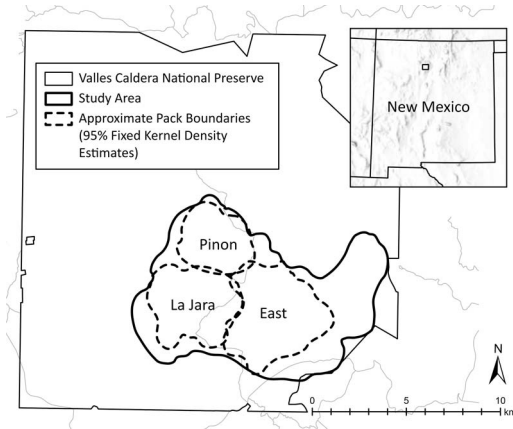 Valles Caldera National Preserve
Study Area
Approximate Pack Boundaries
(95% Fixed Kernel Density
Estimates)
New Mexico
Pinon
La Jara
East
N
0 5 10
km